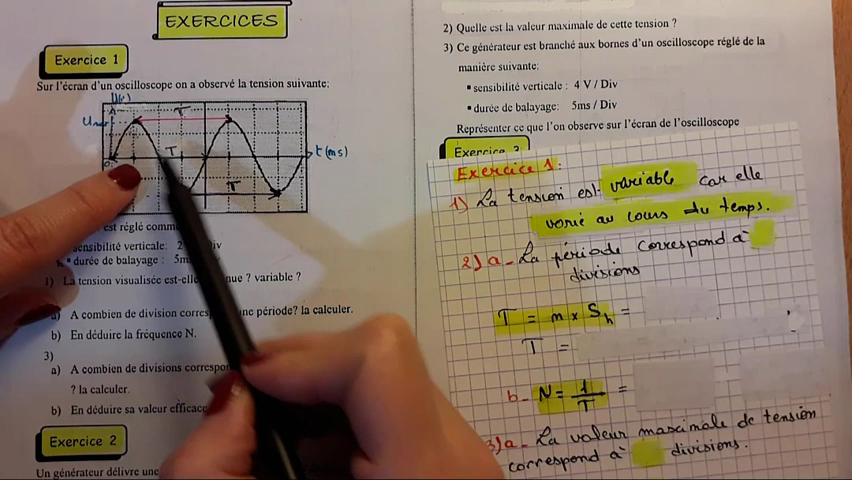 EXERCICES
Exercice 1
Sur l'écran d'un oscilloscope on a observé la tension suivante:
T
T
t(ms)
T
est réglé comme
sensibilité verticale: 2
durée de balayage : 5m
1) La tension visualisée est-elle ? variable ?
a) A combien de division une période? la calculer.
b) En déduire la fréquence N.
3)
a) A combien de divisions
? la calculer.
b) En déduire sa valeur efficace
Exercice 2
Un générateur délivre une
2) Quelle est la valeur maximale de cette tension ?
3) Ce générateur est branché aux bornes d'un oscilloscope réglé de la
manière suivante:
▪ sensibilité verticale : 4 V / Div
▪ durée de balayage : 5ms / Div
Représenter ce que l'on observe sur l'écran de l'oscilloscope
Exercice
Exercice 1:
1) La tension est variable car elle
varie au cours du temps.
2) a - La période correspond à
divisions
T = n x Sh =
T =
b - N = 1/T =
3) a - La valeur maximale de tension
correspond à divisions.